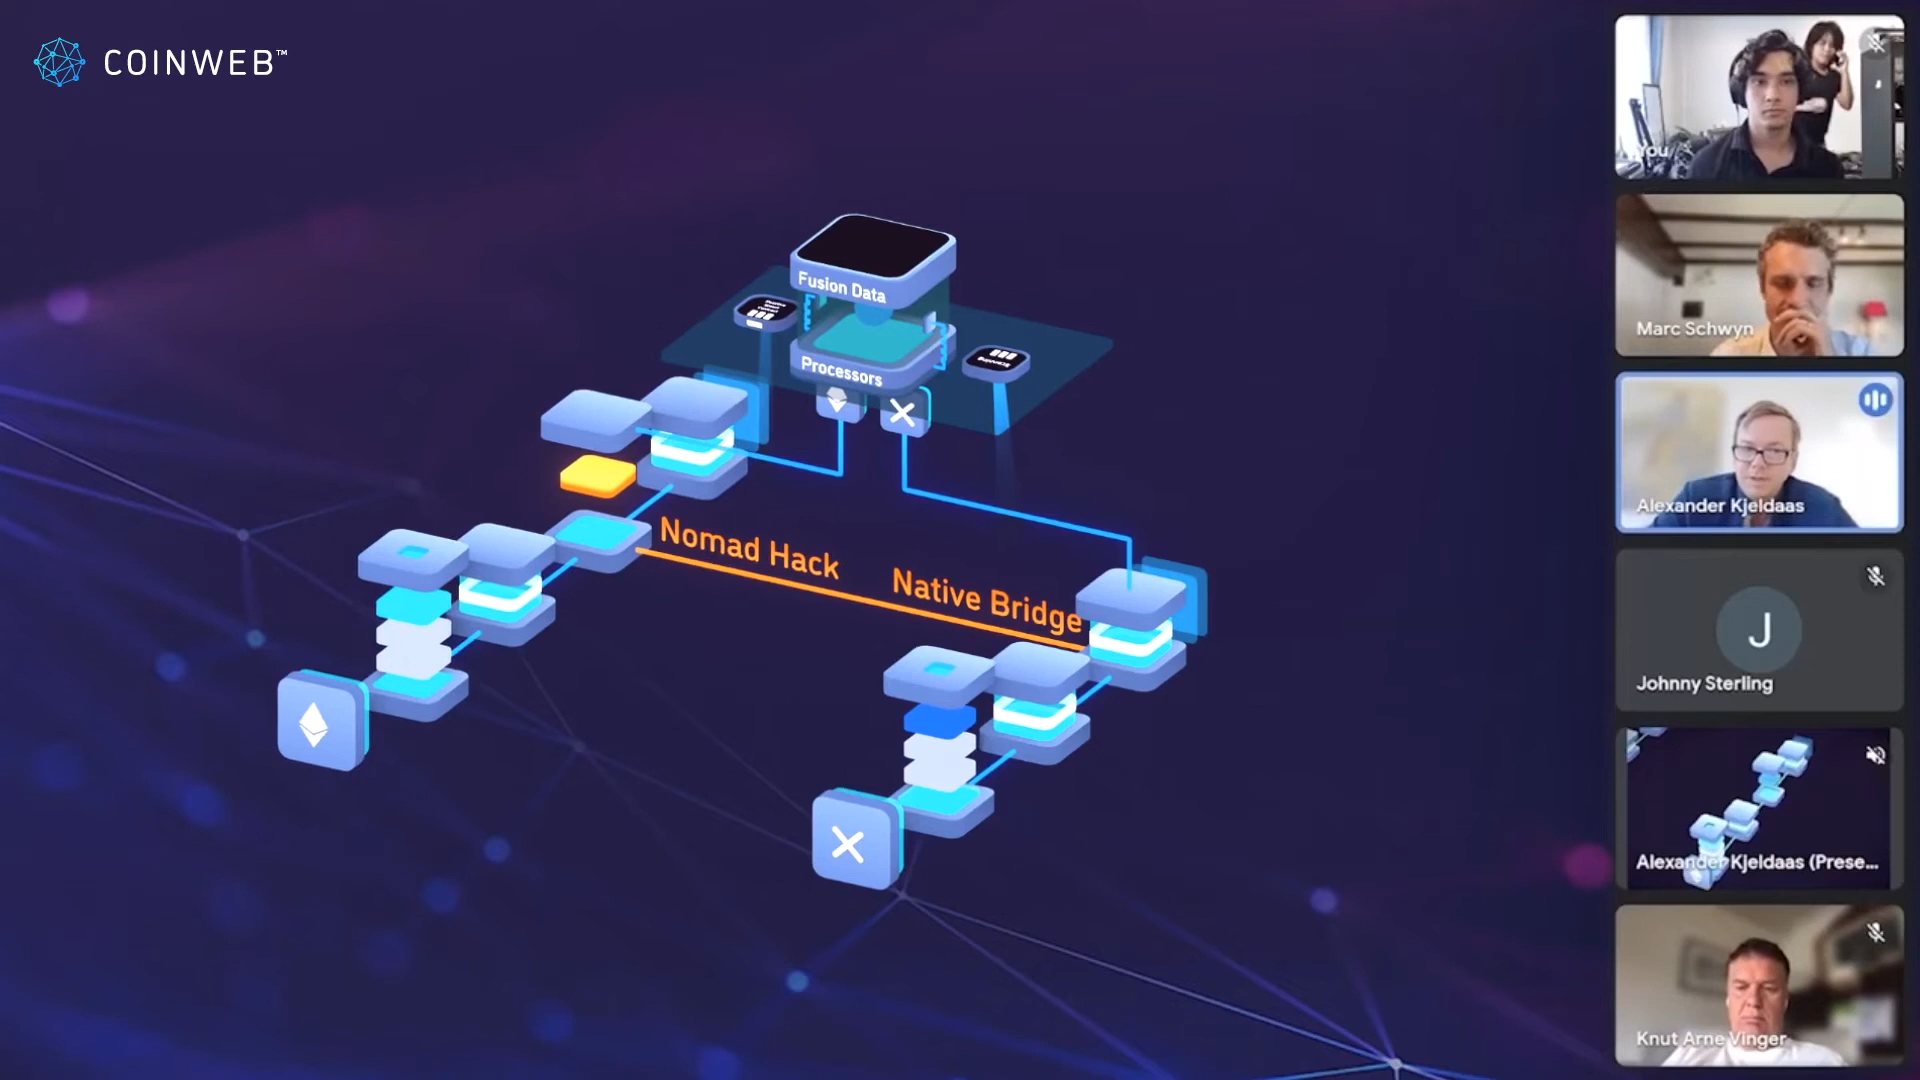 COINWEB™
Fusion Data
Processors
Nomad Hack
Native Bridge
You
Marc Schwyn
Alexander Kjeldaas
J
Johnny Sterling
Alexander Kjeldaas (Prese...
Knut Arne Vinger